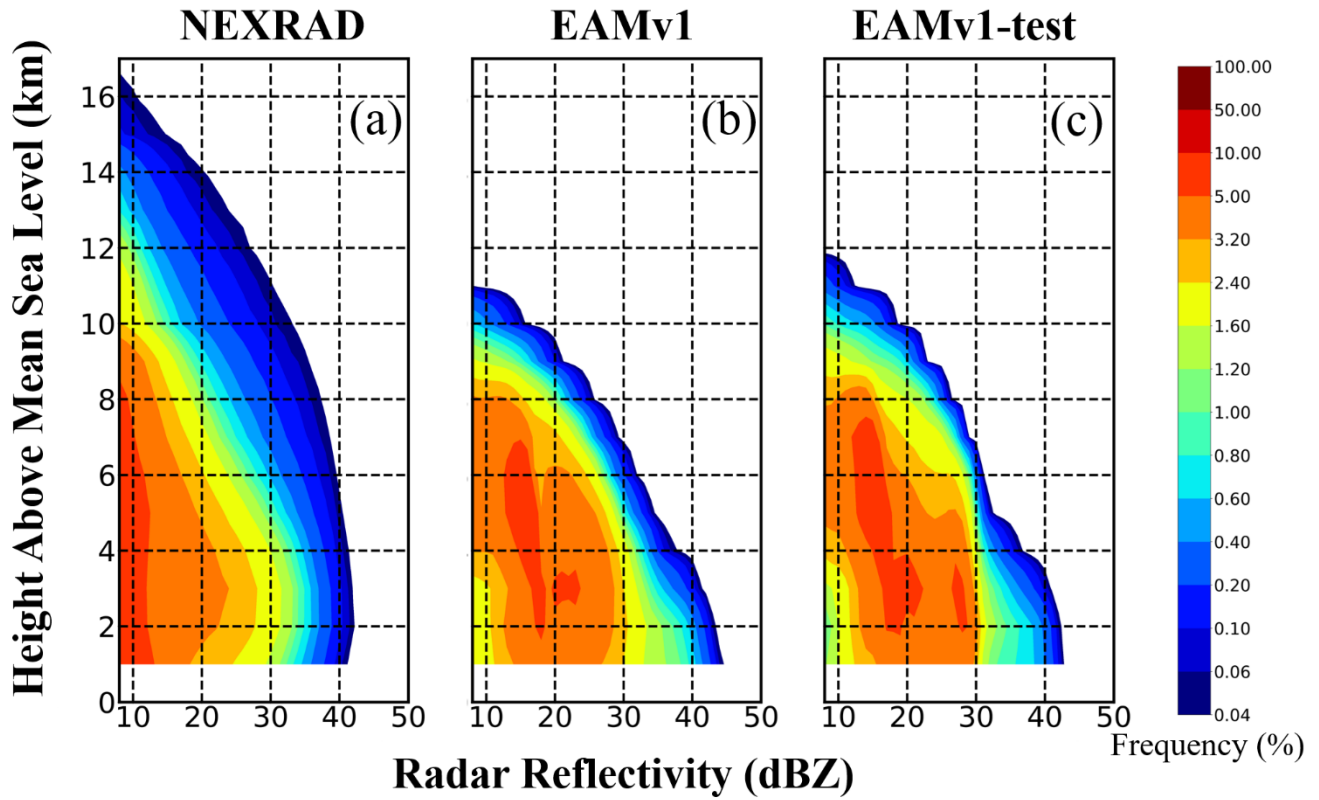 NEXRAD
EAMv1
EAMv1-test
Height Above Mean Sea Level (km)
16
14
12
10
8
6
4
2
0
(a)
(b)
(c)
10 20 30 40 50
10 20 30 40 50
10 20 30 40 50
Radar Reflectivity (dBZ)
100.00
50.00
10.00
5.00
3.20
2.40
1.60
1.20
1.00
0.80
0.60
0.40
0.20
0.10
0.06
0.04
Frequency (%)